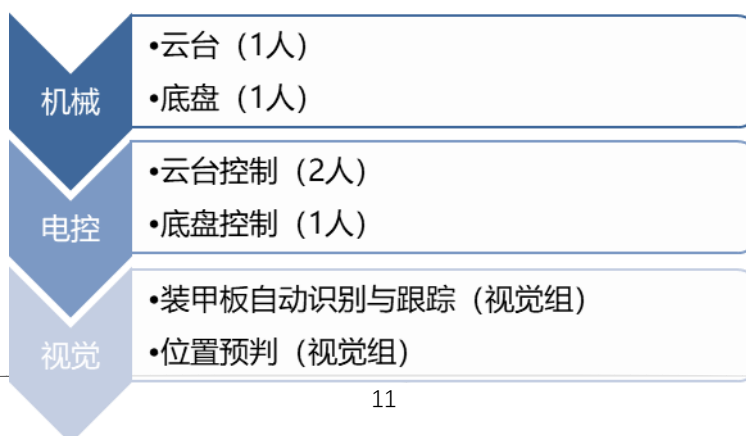 机械
•云台（1人）
•底盘（1人）
电控
•云台控制（2人）
•底盘控制（1人）
视觉
•装甲板自动识别与跟踪（视觉组）
•位置预判（视觉组）
11